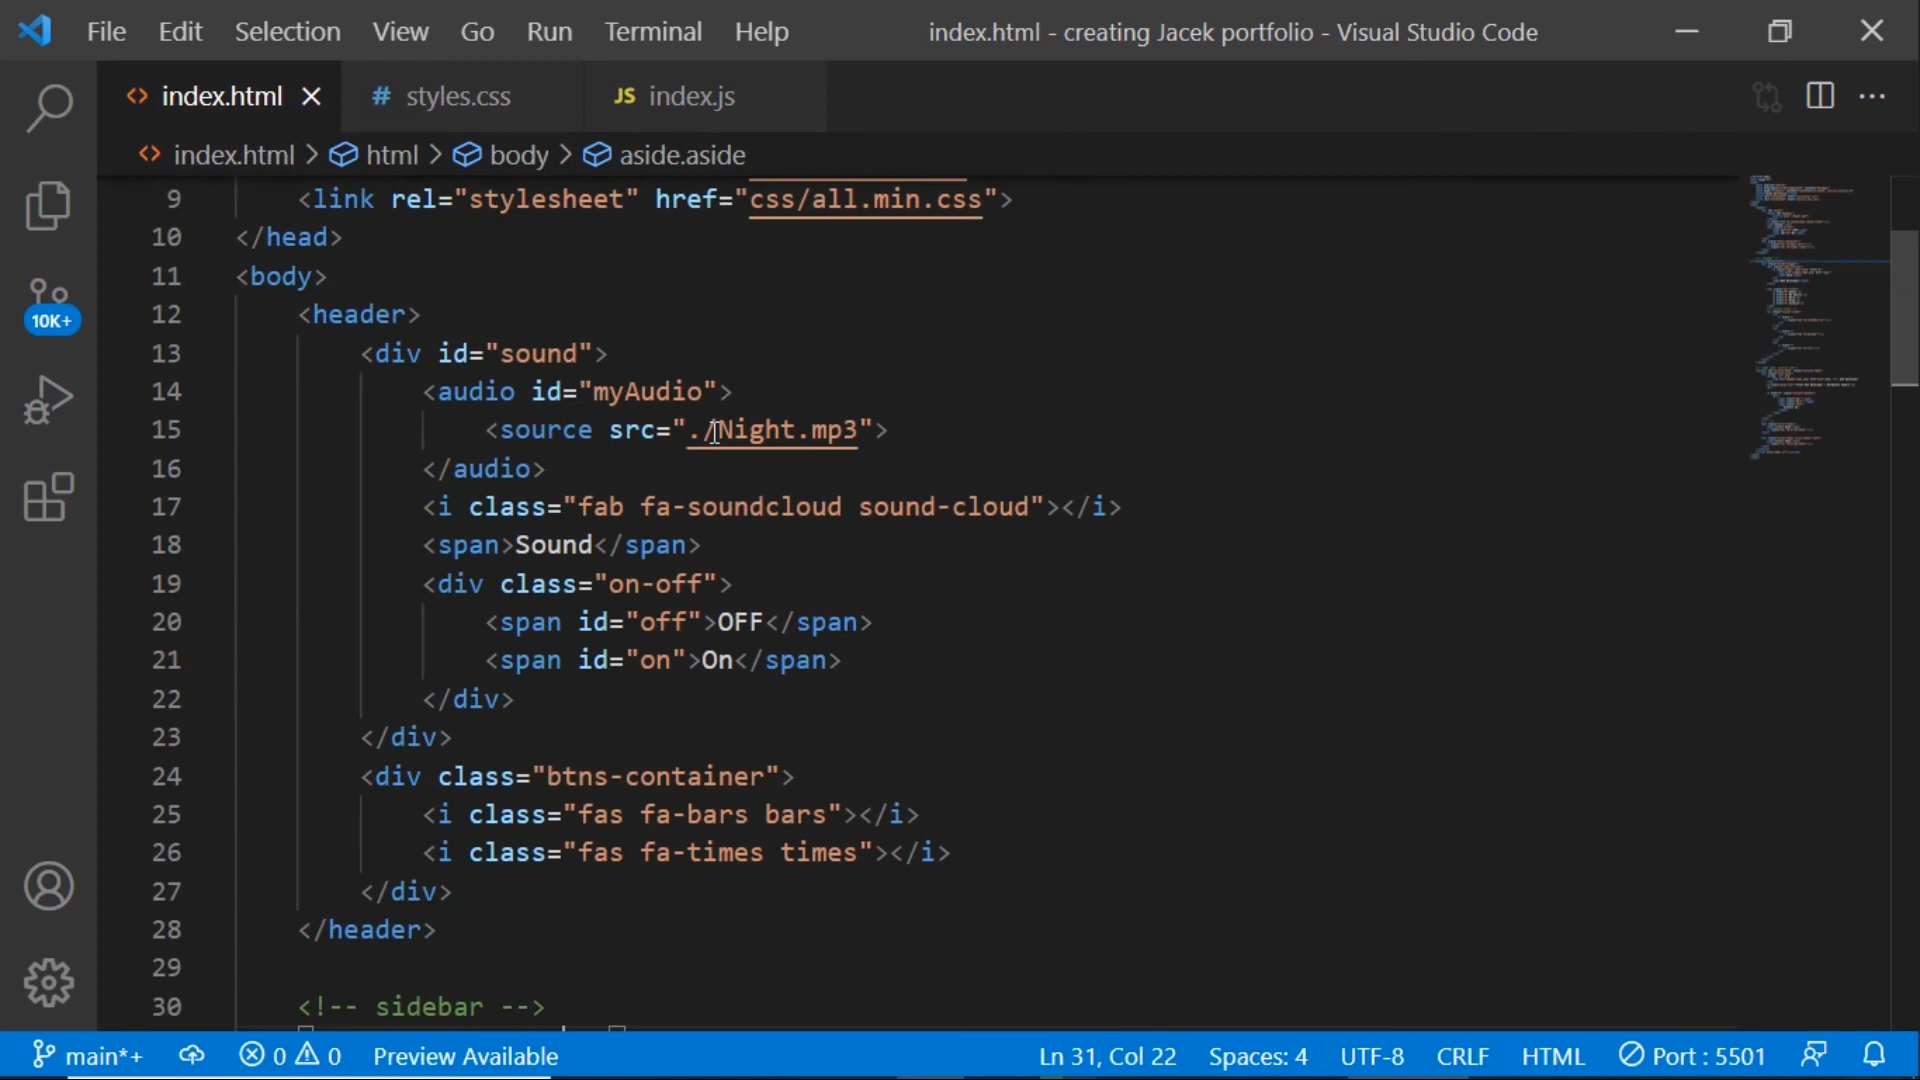 File Edit Selection View Go Run Terminal Help index.html - creating Jacek portfolio - Visual Studio Code
index.html styles.css JS index.js
index.html > html > body > aside.aside
9 <link rel="stylesheet" href="css/all.min.css">
10 </head>
11 <body>
12 <header>
13 <div id="sound">
14 <audio id="myAudio">
15 <source src="./Night.mp3">
16 </audio>
17 <i class="fab fa-soundcloud sound-cloud"></i>
18 <span>Sound</span>
19 <div class="on-off">
20 <span id="off">OFF</span>
21 <span id="on">On</span>
22 </div>
23 </div>
24 <div class="btns-container">
25 <i class="fas fa-bars bars"></i>
26 <i class="fas fa-times times"></i>
27 </div>
28 </header>
29
30 <!-- sidebar -->
10K+
main*+ 0 0 Preview Available Ln 31, Col 22 Spaces: 4 UTF-8 CRLF HTML Port : 5501